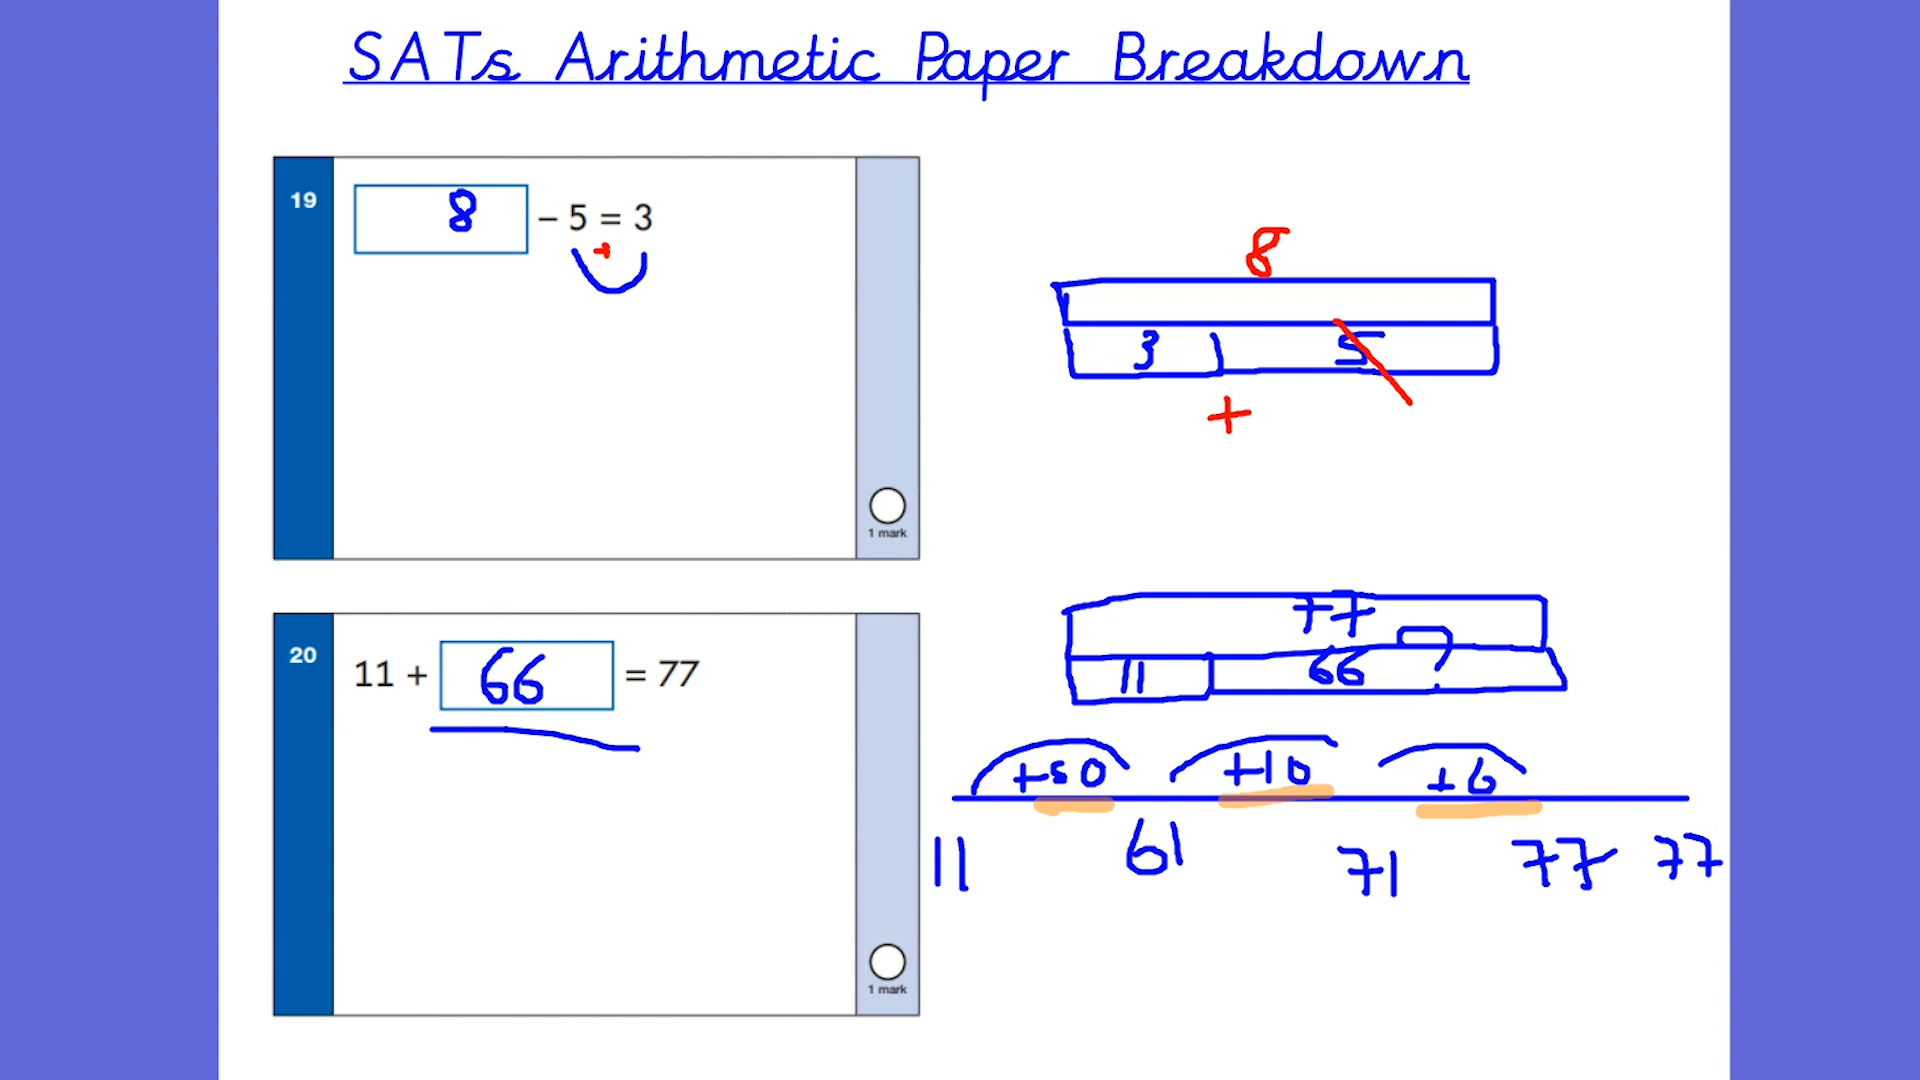 SATs Arithmetic Paper Breakdown
19
8 − 5 = 3
+
1 mark
8
3 5
+
20
11 + 66 = 77
1 mark
77
11 66 ?
+50 +10 +6
11 61 71 77 77